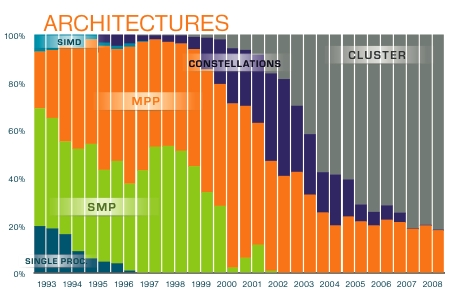 ARCHITECTURES
100%
SIMD
CLUSTER
CONSTELLATIONS
80%
MPP
60%
40%
SMP
20%
SINGLE PROC.
0%
1993 1994 1995 1996 1997 1998 1999 2000 2001 2002 2003 2004 2005 2006 2007 2008